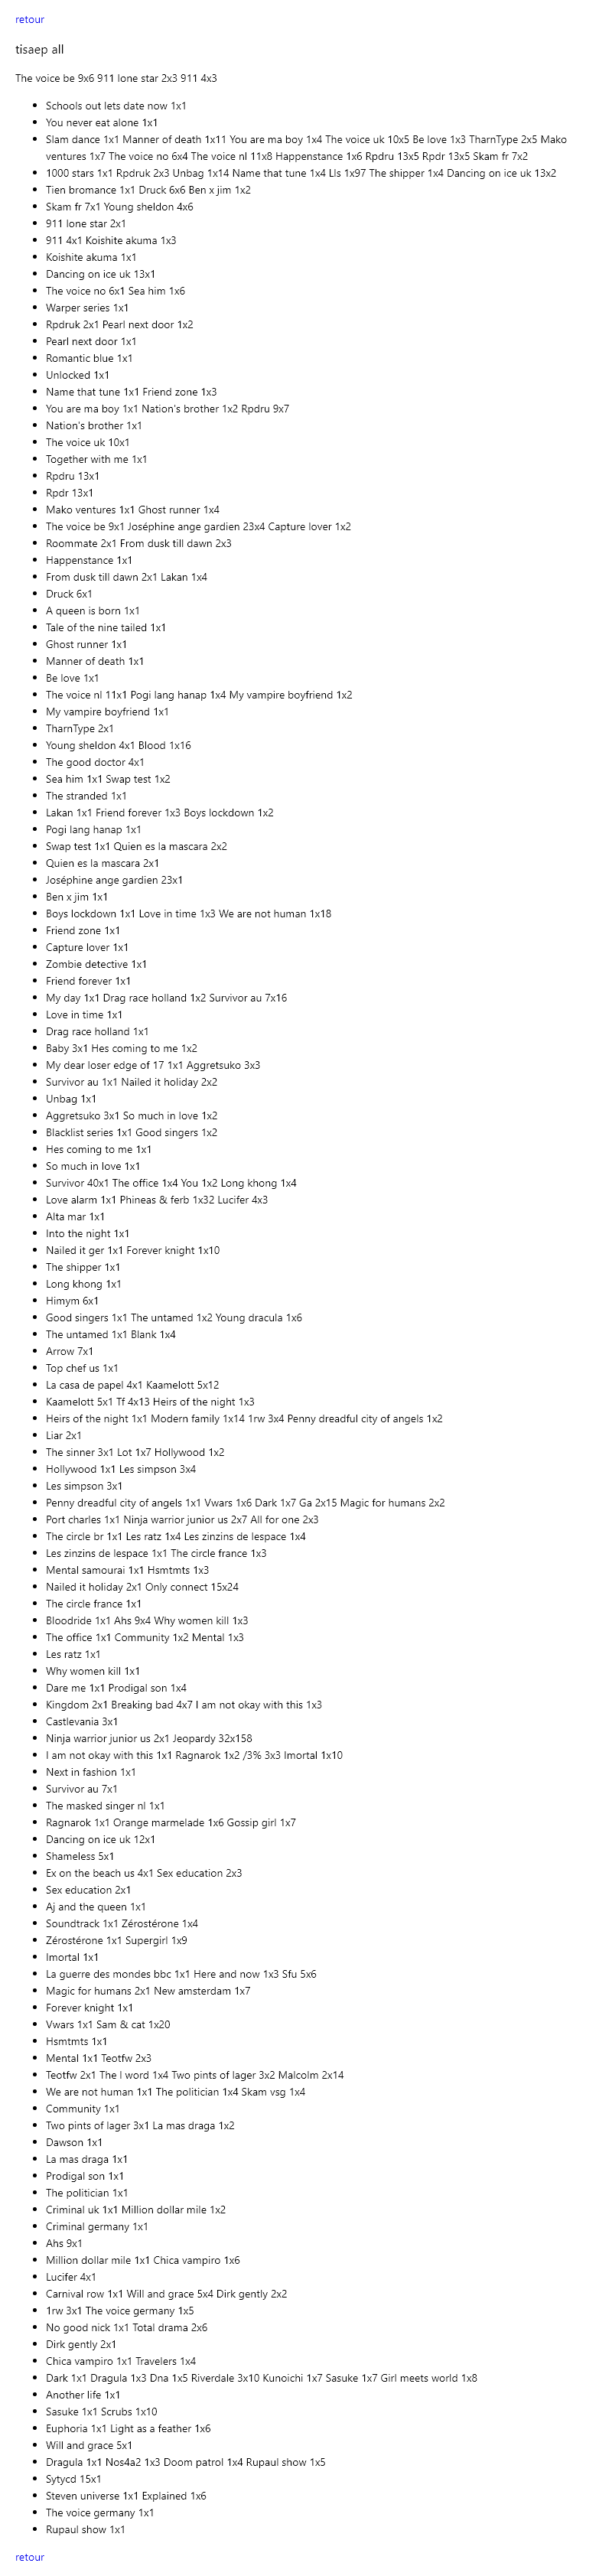 retour
tisaep all
The voice be 9x6 911 lone star 2x3 911 4x3
Schools out lets date now 1x1
You never eat alone 1x1
Slam dance 1x1 Manner of death 1x11 You are ma boy 1x4 The voice uk 10x5 Be love 1x3 TharnType 2x5 Mako
ventures 1x7 The voice no 6x4 The voice nl 11x8 Happenstance 1x6 Rpdru 13x5 Rpdr 13x5 Skam fr 7x2
1000 stars 1x1 Rpdruk 2x3 Unbag 1x14 Name that tune 1x4 Lls 1x97 The shipper 1x4 Dancing on ice uk 13x2
Tien bromance 1x1 Druck 6x6 Ben x jim 1x2
Skam fr 7x1 Young sheldon 4x6
911 lone star 2x1
911 4x1 Koishite akuma 1x3
Koishite akuma 1x1
Dancing on ice uk 13x1
The voice no 6x1 Sea him 1x6
Warper series 1x1
Rpdruk 2x1 Pearl next door 1x2
Pearl next door 1x1
Romantic blue 1x1
Unlocked 1x1
Name that tune 1x1 Friend zone 1x3
You are ma boy 1x1 Nation's brother 1x2 Rpdru 9x7
Nation's brother 1x1
The voice uk 10x1
Together with me 1x1
Rpdru 13x1
Rpdr 13x1
Mako ventures 1x1 Ghost runner 1x4
The voice be 9x1 Joséphine ange gardien 23x4 Capture lover 1x2
Roommate 2x1 From dusk till dawn 2x3
Happenstance 1x1
From dusk till dawn 2x1 Lakan 1x4
Druck 6x1
A queen is born 1x1
Tale of the nine tailed 1x1
Ghost runner 1x1
Manner of death 1x1
Be love 1x1
The voice nl 11x1 Pogi lang hanap 1x4 My vampire boyfriend 1x2
My vampire boyfriend 1x1
TharnType 2x1
Young sheldon 4x1 Blood 1x16
The good doctor 4x1
Sea him 1x1 Swap test 1x2
The stranded 1x1
Lakan 1x1 Friend forever 1x3 Boys lockdown 1x2
Pogi lang hanap 1x1
Swap test 1x1 Quien es la mascara 2x2
Quien es la mascara 2x1
Joséphine ange gardien 23x1
Ben x jim 1x1
Boys lockdown 1x1 Love in time 1x3 We are not human 1x18
Friend zone 1x1
Capture lover 1x1
Zombie detective 1x1
Friend forever 1x1
My day 1x1 Drag race holland 1x2 Survivor au 7x16
Love in time 1x1
Drag race holland 1x1
Baby 3x1 Hes coming to me 1x2
My dear loser edge of 17 1x1 Aggretsuko 3x3
Survivor au 1x1 Nailed it holiday 2x2
Unbag 1x1
Aggretsuko 3x1 So much in love 1x2
Blacklist series 1x1 Good singers 1x2
Hes coming to me 1x1
So much in love 1x1
Survivor 40x1 The office 1x4 You 1x2 Long khong 1x4
Love alarm 1x1 Phineas & ferb 1x32 Lucifer 4x3
Alta mar 1x1
Into the night 1x1
Nailed it ger 1x1 Forever knight 1x10
The shipper 1x1
Long khong 1x1
Himym 6x1
Good singers 1x1 The untamed 1x2 Young dracula 1x6
The untamed 1x1 Blank 1x4
Arrow 7x1
Top chef us 1x1
La casa de papel 4x1 Kaamelott 5x12
Kaamelott 5x1 Tf 4x13 Heirs of the night 1x3
Heirs of the night 1x1 Modern family 1x14 1rw 3x4 Penny dreadful city of angels 1x2
Liar 2x1
The sinner 3x1 Lot 1x7 Hollywood 1x2
Hollywood 1x1 Les simpson 3x4
Les simpson 3x1
Penny dreadful city of angels 1x1 Vwars 1x6 Dark 1x7 Ga 2x15 Magic for humans 2x2
Port charles 1x1 Ninja warrior junior us 2x7 All for one 2x3
The circle br 1x1 Les ratz 1x4 Les zinzins de lespace 1x4
Les zinzins de lespace 1x1 The circle france 1x3
Mental samourai 1x1 Hsmtmts 1x3
Nailed it holiday 2x1 Only connect 15x24
The circle france 1x1
Bloodride 1x1 Ahs 9x4 Why women kill 1x3
The office 1x1 Community 1x2 Mental 1x3
Les ratz 1x1
Why women kill 1x1
Dare me 1x1 Prodigal son 1x4
Kingdom 2x1 Breaking bad 4x7 I am not okay with this 1x3
Castlevania 3x1
Ninja warrior junior us 2x1 Jeopardy 32x158
I am not okay with this 1x1 Ragnarok 1x2 /3% 3x3 Imortal 1x10
Next in fashion 1x1
Survivor au 7x1
The masked singer nl 1x1
Ragnarok 1x1 Orange marmelade 1x6 Gossip girl 1x7
Dancing on ice uk 12x1
Shameless 5x1
Ex on the beach us 4x1 Sex education 2x3
Sex education 2x1
Aj and the queen 1x1
Soundtrack 1x1 Zérostérone 1x4
Zérostérone 1x1 Supergirl 1x9
Imortal 1x1
La guerre des mondes bbc 1x1 Here and now 1x3 Sfu 5x6
Magic for humans 2x1 New amsterdam 1x7
Forever knight 1x1
Vwars 1x1 Sam & cat 1x20
Hsmtmts 1x1
Mental 1x1 Teotfw 2x3
Teotfw 2x1 The l word 1x4 Two pints of lager 3x2 Malcolm 2x14
We are not human 1x1 The politician 1x4 Skam vsg 1x4
Community 1x1
Two pints of lager 3x1 La mas draga 1x2
Dawson 1x1
La mas draga 1x1
Prodigal son 1x1
The politician 1x1
Criminal uk 1x1 Million dollar mile 1x2
Criminal germany 1x1
Ahs 9x1
Million dollar mile 1x1 Chica vampiro 1x6
Lucifer 4x1
Carnival row 1x1 Will and grace 5x4 Dirk gently 2x2
1rw 3x1 The voice germany 1x5
No good nick 1x1 Total drama 2x6
Dirk gently 2x1
Chica vampiro 1x1 Travelers 1x4
Dark 1x1 Dragula 1x3 Dna 1x5 Riverdale 3x10 Kunoichi 1x7 Sasuke 1x7 Girl meets world 1x8
Another life 1x1
Sasuke 1x1 Scrubs 1x10
Euphoria 1x1 Light as a feather 1x6
Will and grace 5x1
Dragula 1x1 Nos4a2 1x3 Doom patrol 1x4 Rupaul show 1x5
Sytycd 15x1
Steven universe 1x1 Explained 1x6
The voice germany 1x1
Rupaul show 1x1
retour